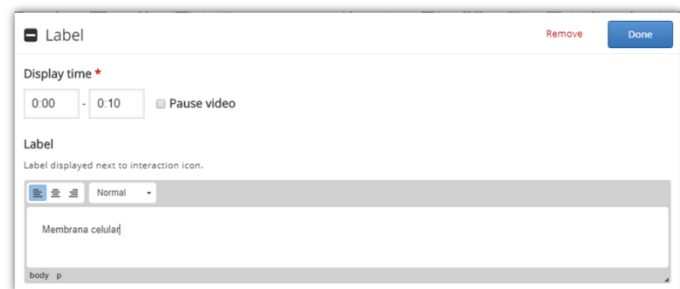 Label
Remove
Done
Display time *
0:00 - 0:10 Pause video
Label
Label displayed next to interaction icon.
Normal
Membrana celular
body p